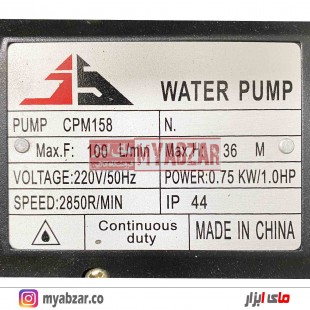 WATER PUMP
PUMP CPM158 N.
Max.F: 100 L/min Max.H: 36 M
MYABZAR
VOLTAGE:220V/50Hz POWER:0.75 KW/1.0HP
SPEED:2850R/MIN IP 44
Continuous duty MADE IN CHINA
myabzar.co مای ابزار